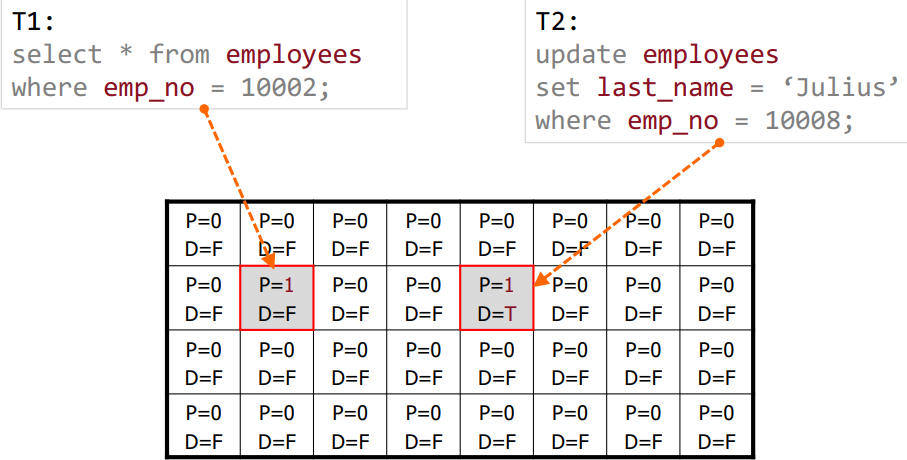 T1:
select * from employees
where emp_no = 10002;
T2:
update employees
set last_name = ‘Julius’
where emp_no = 10008;
P=0 P=0 P=0 P=0 P=0 P=0 P=0 P=0
D=F D=F D=F D=F D=F D=F D=F D=F
P=0 P=1 P=0 P=0 P=1 P=0 P=0 P=0
D=F D=F D=F D=F D=T D=F D=F D=F
P=0 P=0 P=0 P=0 P=0 P=0 P=0 P=0
D=F D=F D=F D=F D=F D=F D=F D=F
P=0 P=0 P=0 P=0 P=0 P=0 P=0 P=0
D=F D=F D=F D=F D=F D=F D=F D=F